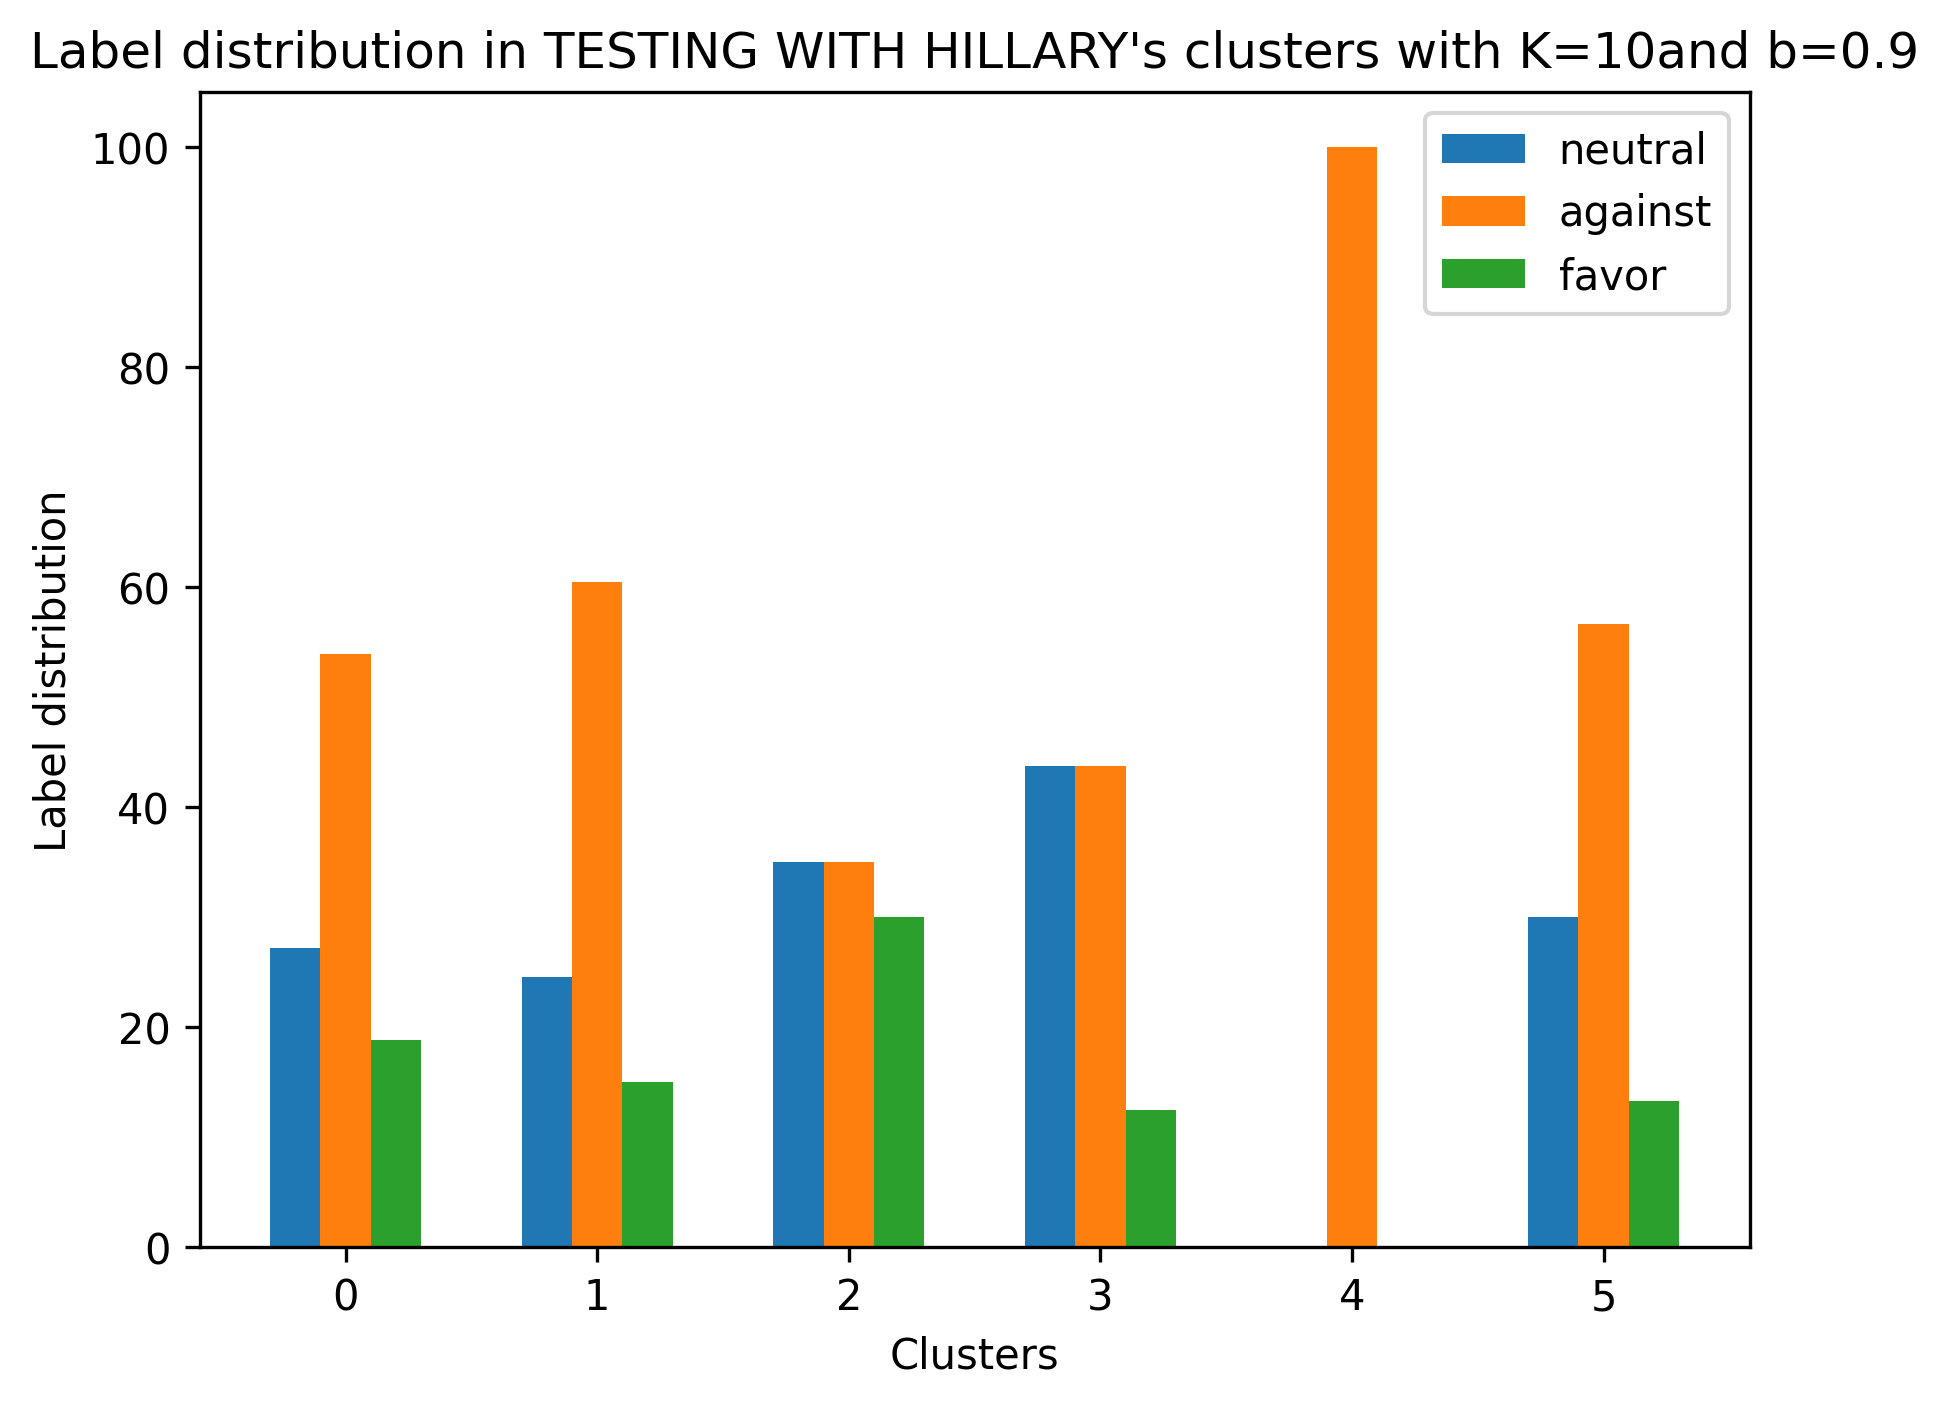 Label distribution in TESTING WITH HILLARY's clusters with K=10and b=0.9
neutral
against
favor
Label distribution
100
80
60
40
20
0
0 1 2 3 4 5
Clusters